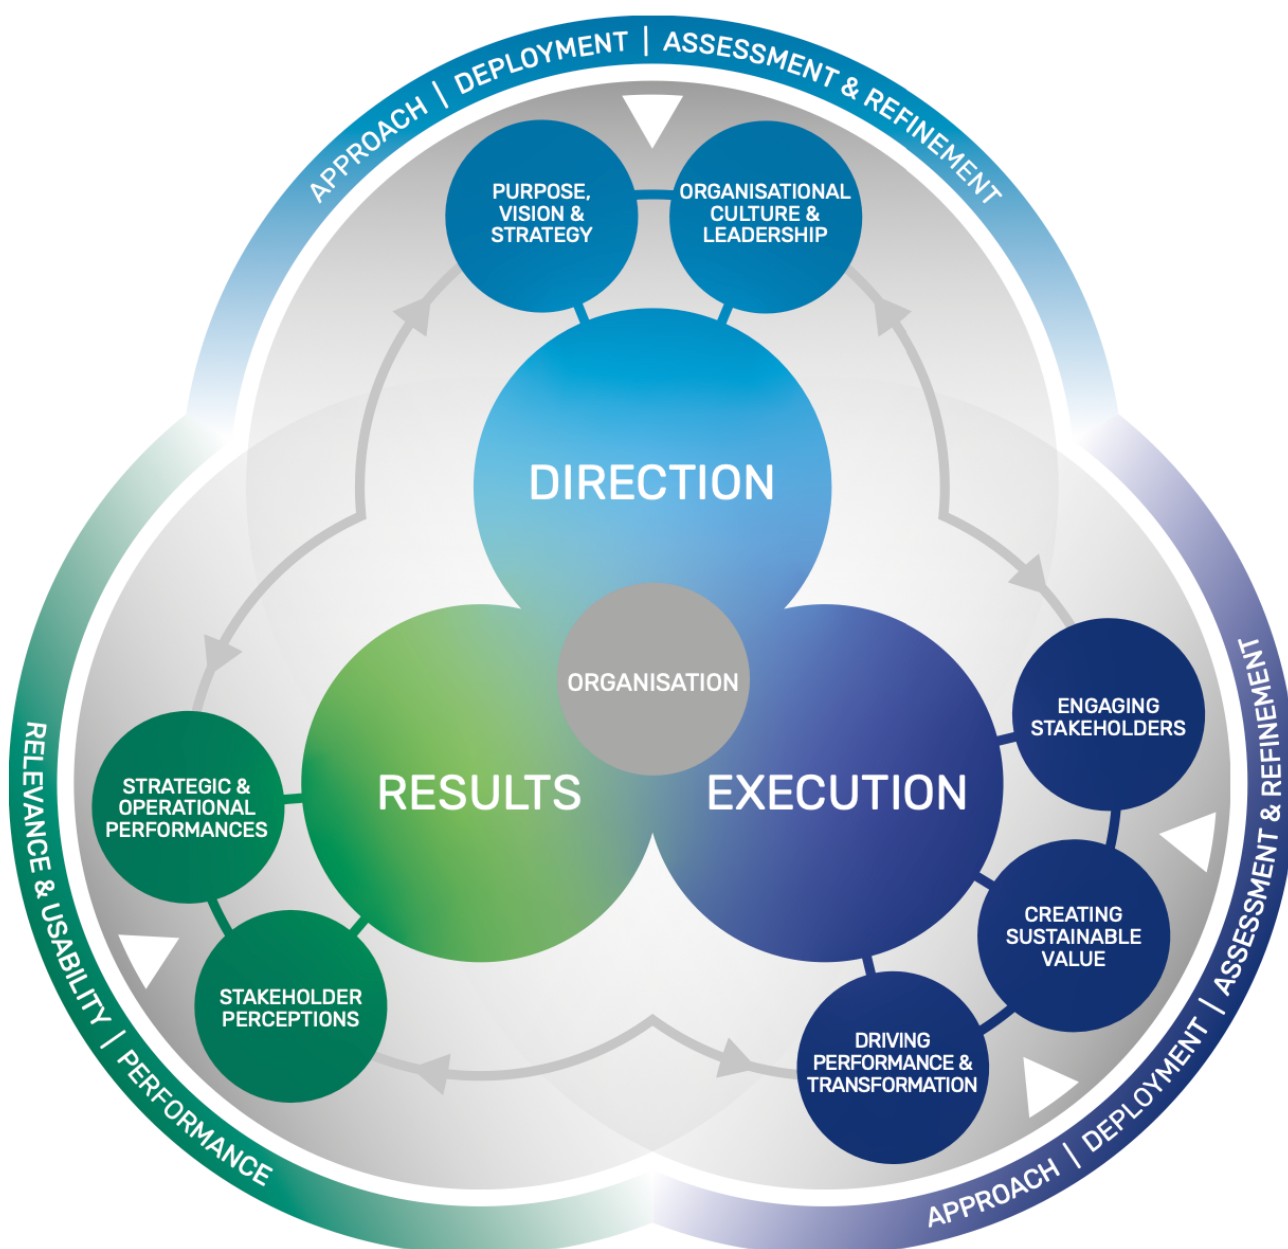 APPROACH | DEPLOYMENT | ASSESSMENT & REFINEMENT
PURPOSE,
VISION &
STRATEGY
ORGANISATIONAL
CULTURE &
LEADERSHIP
DIRECTION
ORGANISATION
RESULTS
EXECUTION
ENGAGING
STAKEHOLDERS
CREATING
SUSTAINABLE
VALUE
DRIVING
PERFORMANCE &
TRANSFORMATION
APPROACH | DEPLOYMENT | ASSESSMENT & REFINEMENT
STRATEGIC &
OPERATIONAL
PERFORMANCES
STAKEHOLDER
PERCEPTIONS
RELEVANCE & USABILITY | PERFORMANCE